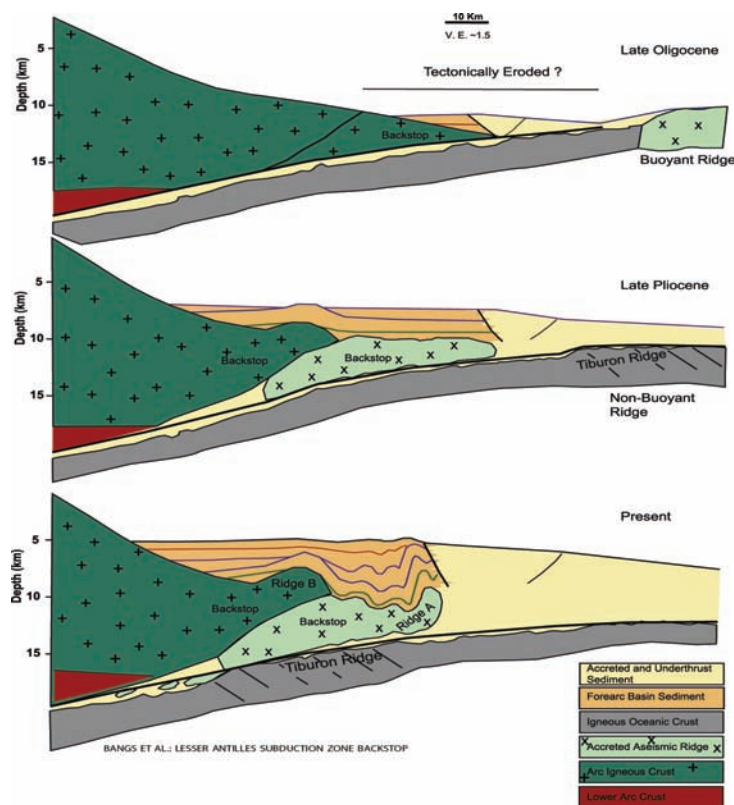 10 Km
V. E. ~1.5
Late Oligocene
Tectonically Eroded ?
Depth (km)
5
10
15
Backstop
Buoyant Ridge
Late Pliocene
Depth (km)
5
10
15
Backstop
Backstop
Tiburon Ridge
Non-Buoyant
Ridge
Present
Depth (km)
5
10
15
Ridge B
Backstop
Backstop
Ridge A
Tiburon Ridge
Accreted and Underthrust
Sediment
Forearc Basin Sediment
Igneous Oceanic Crust
Accreted Aseismic Ridge
Arc Igneous Crust
Lower Arc Crust
BANGS ET AL.: LESSER ANTILLES SUBDUCTION ZONE BACKSTOP